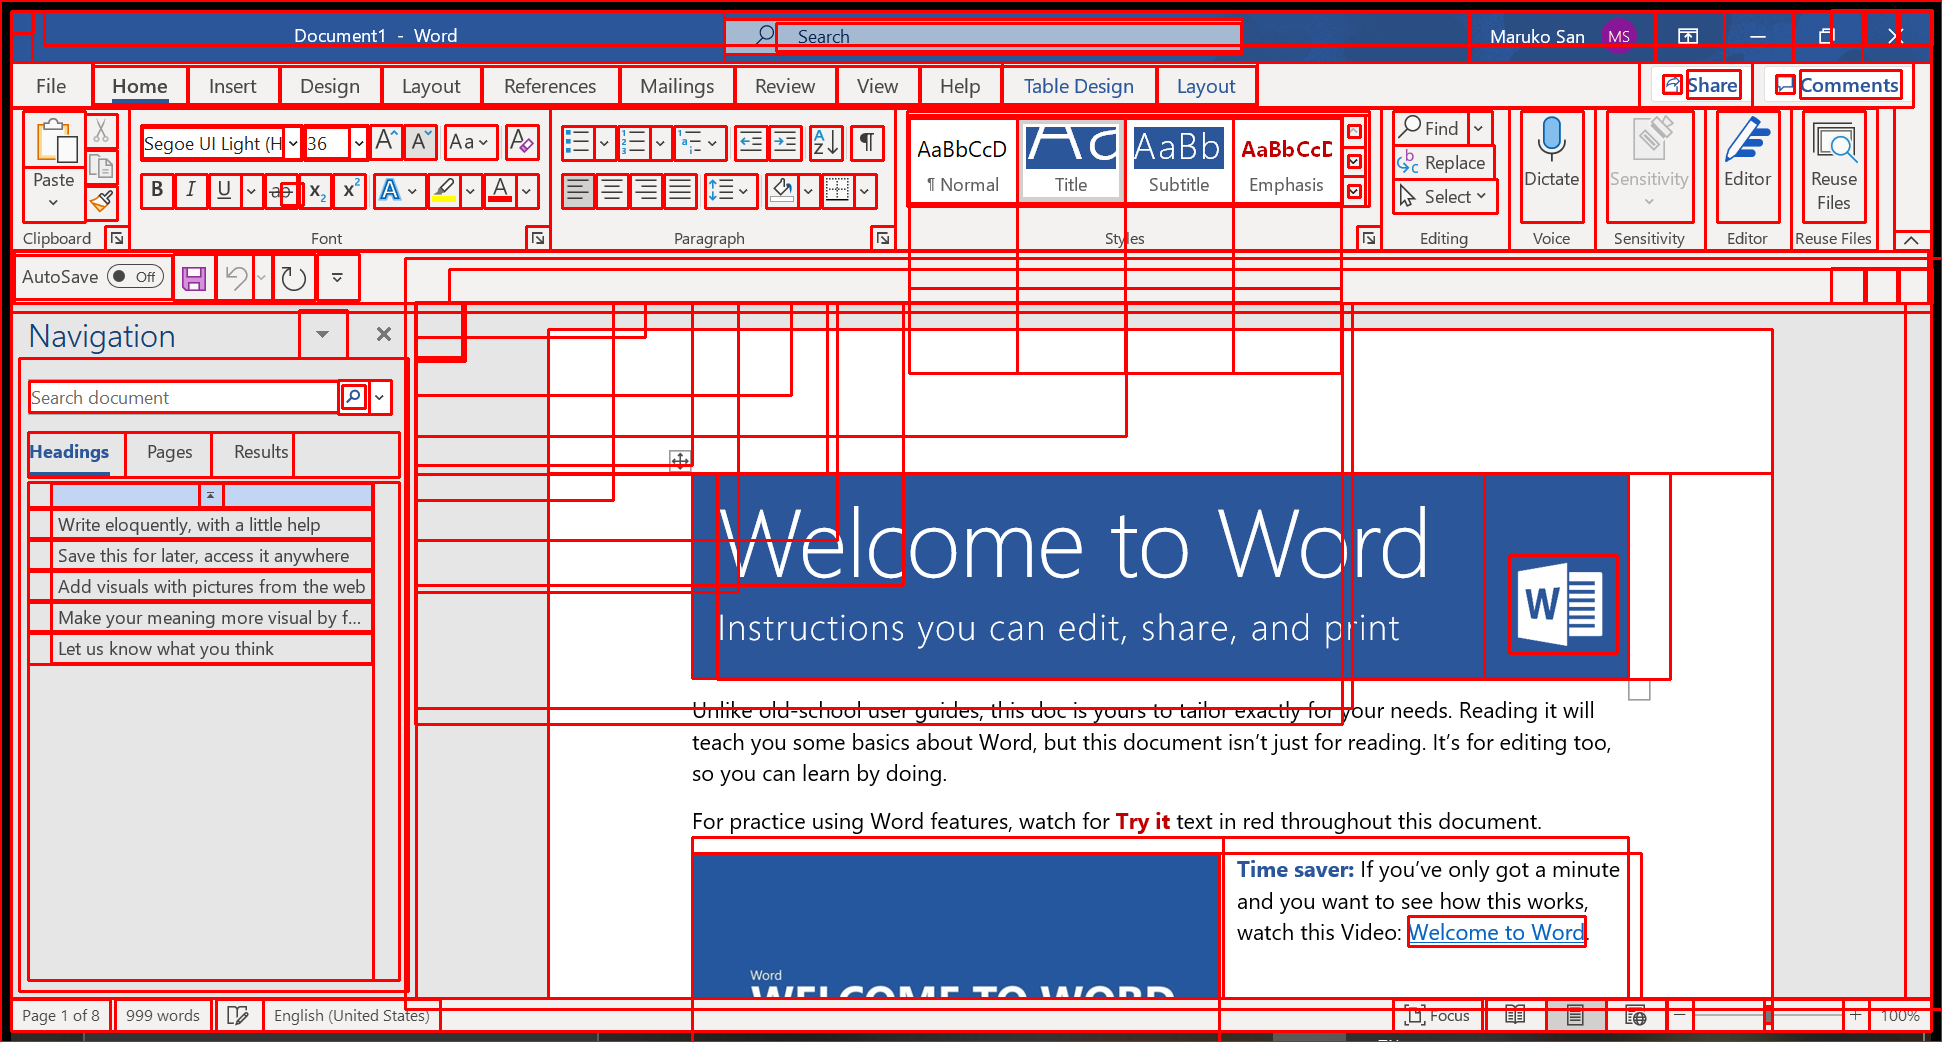 Document1 - Word
Search
Maruko San
MS
File
Home
Insert
Design
Layout
References
Mailings
Review
View
Help
Table Design
Layout
Share
Comments
Paste
Clipboard
Segoe UI Light (H
36
Aa
B I U ab x₂ x²
Font
Paragraph
AaBbCcD
¶ Normal
Title
AaBb
Subtitle
AaBbCcD
Emphasis
Styles
Find
Replace
Select
Editing
Dictate
Voice
Sensitivity
Sensitivity
Editor
Editor
Reuse
Files
Reuse Files
AutoSave
Off
Navigation
Search document
Headings
Pages
Results
Write eloquently, with a little help
Save this for later, access it anywhere
Add visuals with pictures from the web
Make your meaning more visual by f...
Let us know what you think
Welcome to Word
Instructions you can edit, share, and print
W
Unlike old-school user guides, this doc is yours to tailor exactly for your needs. Reading it will
teach you some basics about Word, but this document isn't just for reading. It's for editing too,
so you can learn by doing.
For practice using Word features, watch for Try it text in red throughout this document.
Time saver: If you've only got a minute
and you want to see how this works,
watch this Video: Welcome to Word.
Word
WELCOME TO WORD
Page 1 of 8
999 words
English (United States)
Focus
100%